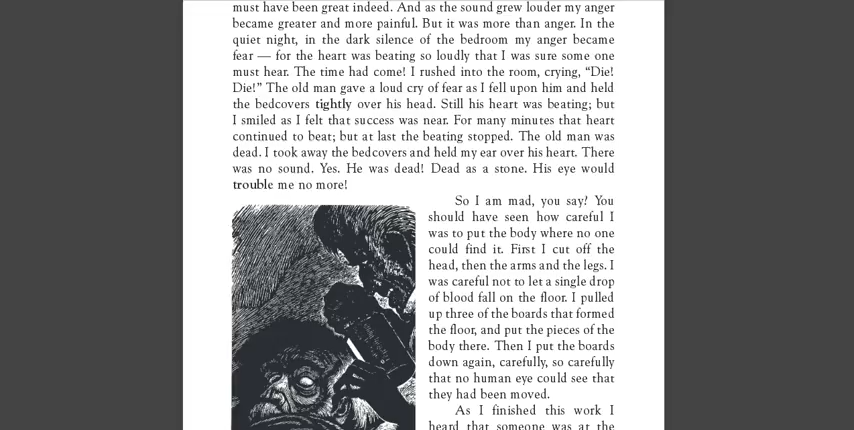 must have been great indeed. And as the sound grew louder my anger
became greater and more painful. But it was more than anger. In the
quiet night, in the dark silence of the bedroom my anger became
fear — for the heart was beating so loudly that I was sure some one
must hear. The time had come! I rushed into the room, crying, “Die!
Die!” The old man gave a loud cry of fear as I fell upon him and held
the bedcovers tightly over his head. Still his heart was beating; but
I smiled as I felt that success was near. For many minutes that heart
continued to beat; but at last the beating stopped. The old man was
dead. I took away the bedcovers and held my ear over his heart. There
was no sound. Yes. He was dead! Dead as a stone. His eye would
trouble me no more!
So I am mad, you say? You
should have seen how careful I
was to put the body where no one
could find it. First I cut off the
head, then the arms and the legs. I
was careful not to let a single drop
of blood fall on the floor. I pulled
up three of the boards that formed
the floor, and put the pieces of the
body there. Then I put the boards
down again, carefully, so carefully
that no human eye could see that
they had been moved.
As I finished this work I
heard that someone was at the